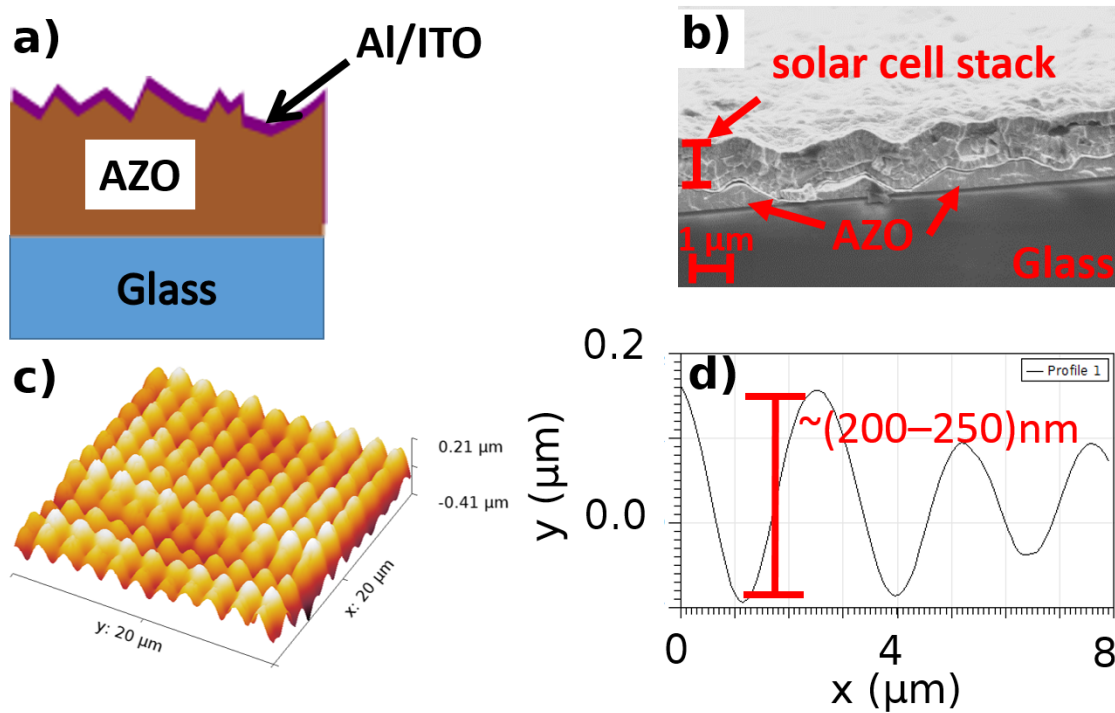 a)
Al/ITO
AZO
Glass
b)
solar cell stack
AZO
1 μm
Glass
c)
0.21 μm
-0.41 μm
x: 20 μm
y: 20 μm
d)
Profile 1
~(200–250)nm
0.2
0.0
y (μm)
0
4
8
x (μm)